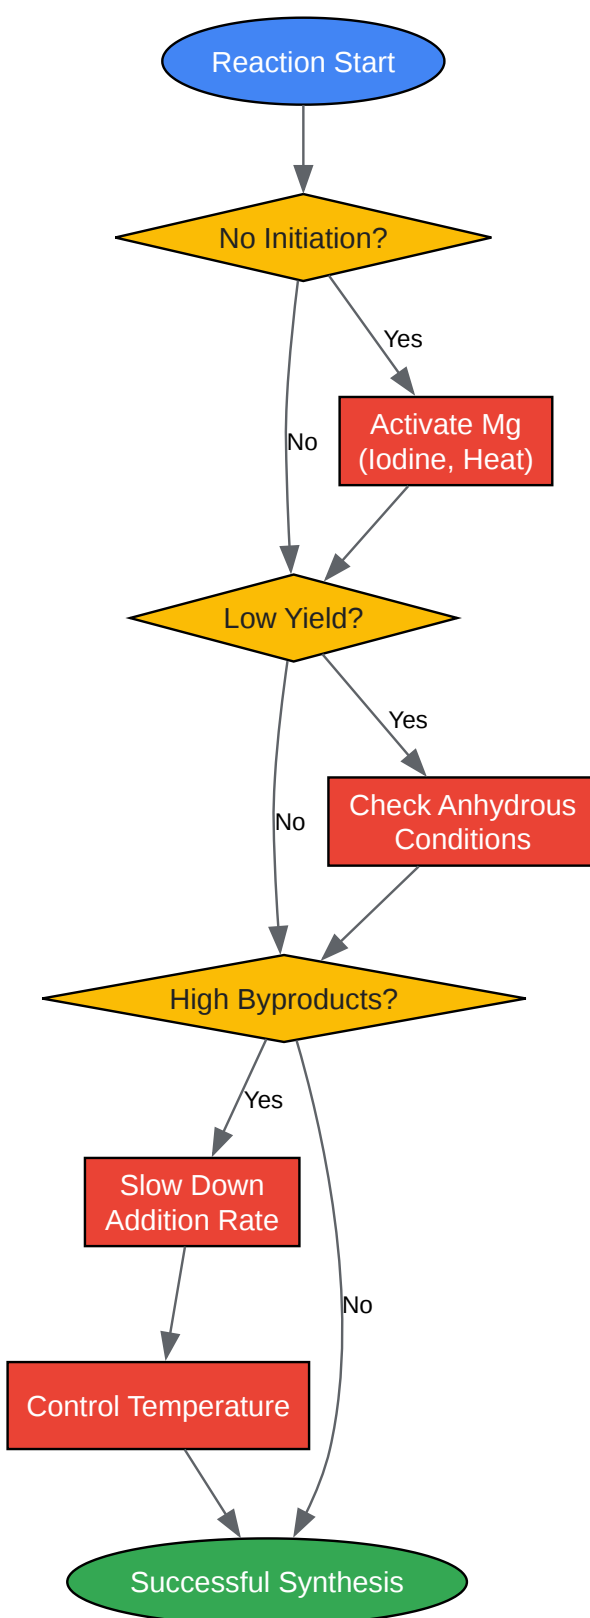 Reaction Start
No Initiation?
Yes
Activate Mg
(Iodine, Heat)
No
Low Yield?
Yes
Check Anhydrous
Conditions
No
High Byproducts?
Yes
Slow Down
Addition Rate
No
Control Temperature
Successful Synthesis